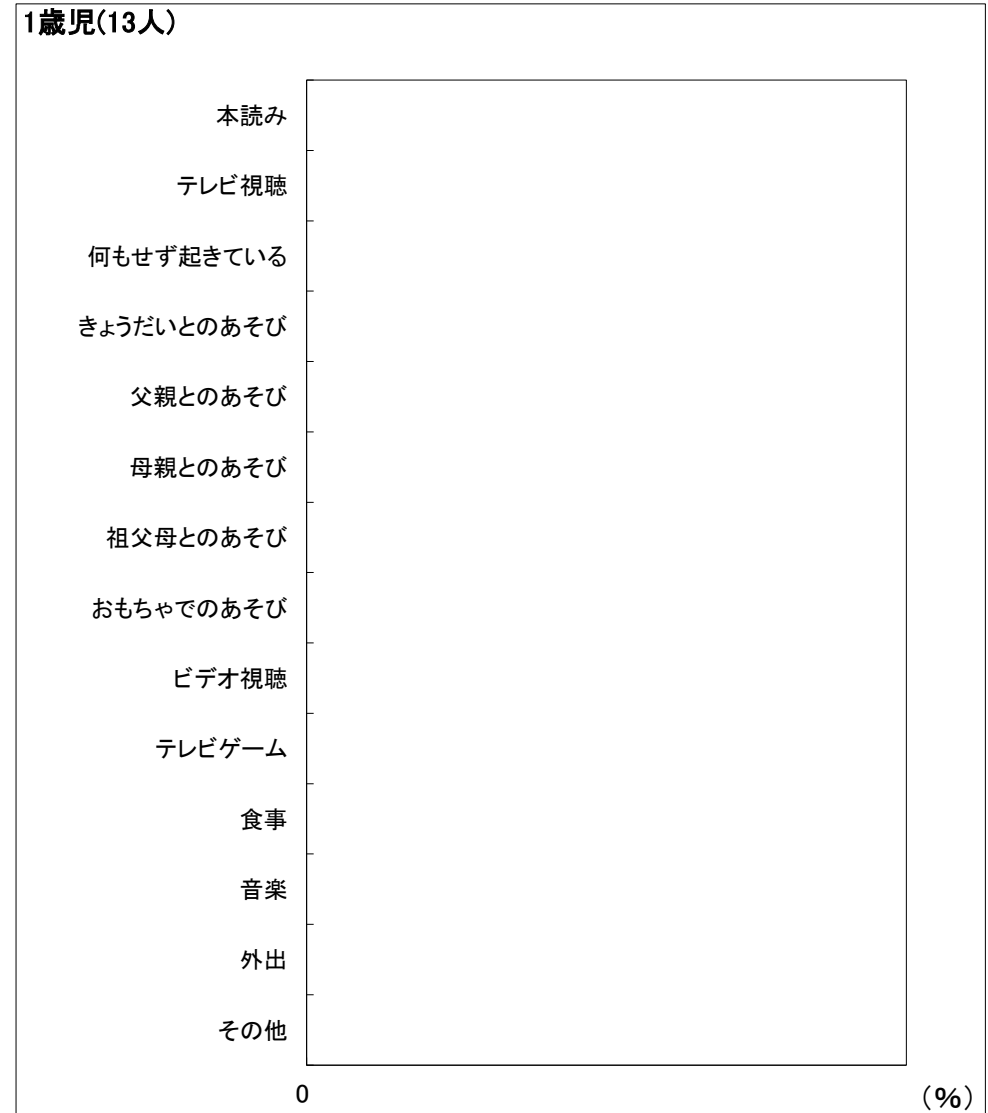 1歳児(13人)
本読み
テレビ視聴
何もせず起きている
きょうだいとのあそび
父親とのあそび
母親とのあそび
祖父母とのあそび
おもちゃでのあそび
ビデオ視聴
テレビゲーム
食事
音楽
外出
その他
0
（%）